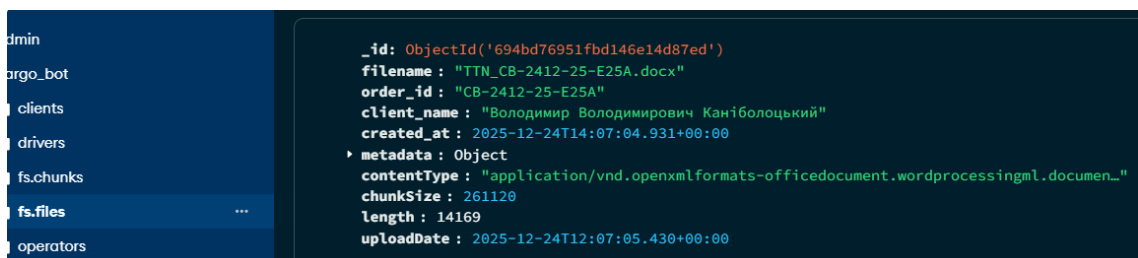 dmin
argo_bot
clients
drivers
fs.chunks
fs.files ...
operators
_id: ObjectId('694bd76951fbd146e14d87ed')
filename : "TTN_CB-2412-25-E25A.docx"
order_id : "CB-2412-25-E25A"
client_name : "Володимир Володимирович Каніболоцький"
created_at : 2025-12-24T14:07:04.931+00:00
metadata : Object
contentType : "application/vnd.openxmlformats-officedocument.wordprocessingml.documen…"
chunkSize : 261120
length : 14169
uploadDate : 2025-12-24T12:07:05.430+00:00